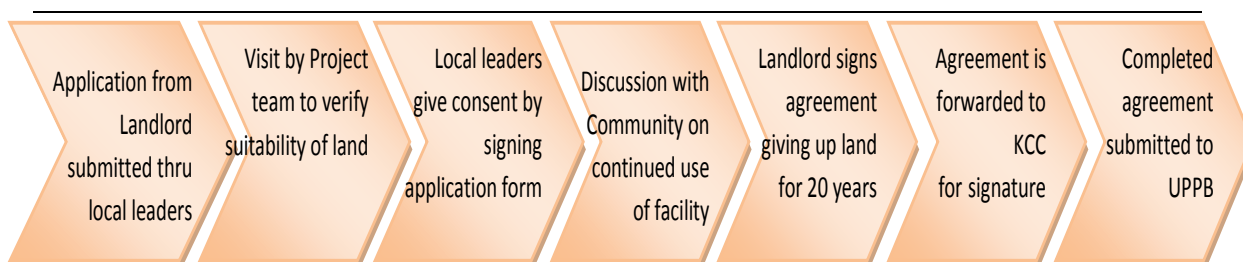 Application from
Landlord
submitted thru
local leaders
Visit by Project
team to verify
suitability of land
Local leaders
give consent by
signing
application form
Discussion with
Community on
continued use
of facility
Landlord signs
agreement
giving up land
for 20 years
Agreement is
forwarded to
KCC
for signature
Completed
agreement
submitted to
UPPB